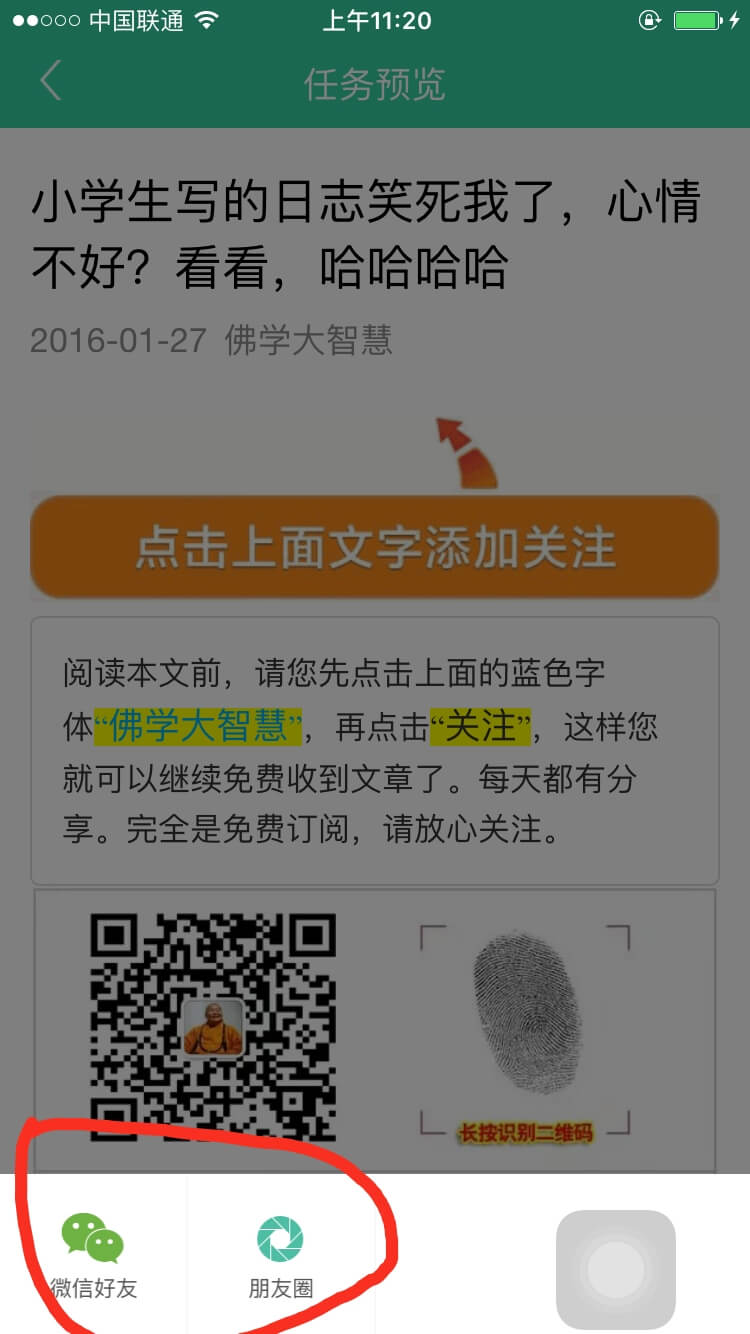 中国联通 上午11:20
任务预览
小学生写的日志笑死我了，心情
不好？看看，哈哈哈哈
2016-01-27 佛学大智慧
点击上面文字添加关注
阅读本文前，请您先点击上面的蓝色字
体“佛学大智慧”，再点击“关注”，这样您
就可以继续免费收到文章了。每天都有分
享。完全是免费订阅，请放心关注。
长按识别二维码
微信好友 朋友圈